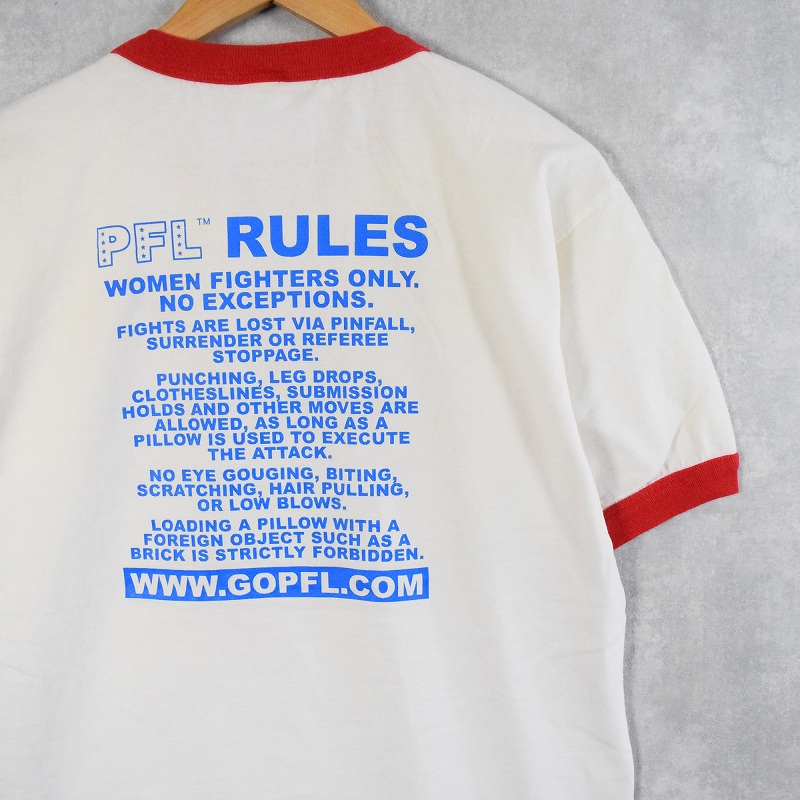 PFL™ RULES
WOMEN FIGHTERS ONLY.
NO EXCEPTIONS.
FIGHTS ARE LOST VIA PINFALL,
SURRENDER OR REFEREE
STOPPAGE.
PUNCHING, LEG DROPS,
CLOTHESLINES, SUBMISSION
HOLDS AND OTHER MOVES ARE
ALLOWED, AS LONG AS A
PILLOW IS USED TO EXECUTE
THE ATTACK.
NO EYE GOUGING, BITING,
SCRATCHING, HAIR PULLING,
OR LOW BLOWS.
LOADING A PILLOW WITH A
FOREIGN OBJECT SUCH AS A
BRICK IS STRICTLY FORBIDDEN.
WWW.GOPFL.COM